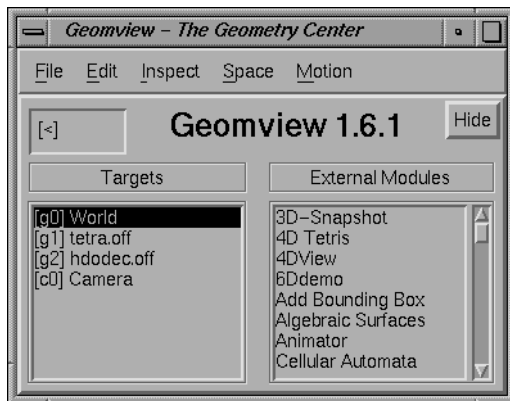 Geomview – The Geometry Center
File Edit Inspect Space Motion
[<]
Geomview 1.6.1
Hide
Targets
External Modules
[g0] World
[g1] tetra.off
[g2] hdodec.off
[c0] Camera
3D–Snapshot
4D Tetris
4DView
6Ddemo
Add Bounding Box
Algebraic Surfaces
Animator
Cellular Automata